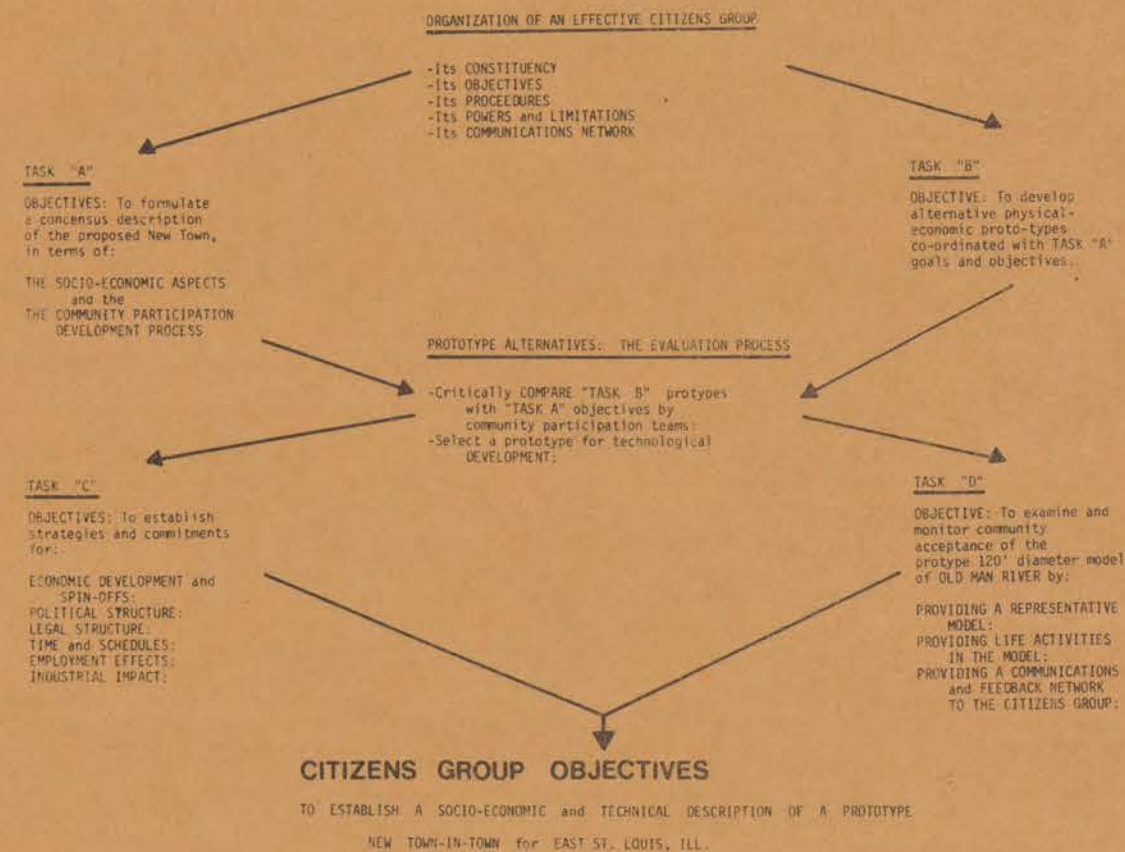 ORGANIZATION OF AN EFFECTIVE CITIZENS GROUP
-Its CONSTITUENCY
-Its OBJECTIVES
-Its PROCEEDURES
-Its POWERS and LIMITATIONS
-Its COMMUNICATIONS NETWORK
TASK "A"
OBJECTIVES: To formulate
a concensus description
of the proposed New Town,
in terms of:
THE SOCIO-ECONOMIC ASPECTS
and the
THE COMMUNITY PARTICIPATION
DEVELOPMENT PROCESS
TASK "B"
OBJECTIVE: To develop
alternative physical-
economic proto-types
co-ordinated with TASK "A"
goals and objectives.
PROTOTYPE ALTERNATIVES: THE EVALUATION PROCESS
-Critically COMPARE "TASK B" protypes
with "TASK A" objectives by
community participation teams:
-Select a prototype for technological
DEVELOPMENT:
TASK "C"
OBJECTIVES: To establish
strategies and commitments
for:
ECONOMIC DEVELOPMENT and
SPIN-OFFS:
POLITICAL STRUCTURE:
LEGAL STRUCTURE:
TIME and SCHEDULES:
EMPLOYMENT EFFECTS:
INDUSTRIAL IMPACT:
TASK "D"
OBJECTIVE: To examine and
monitor community
acceptance of the
protype 120' diameter model
of OLD MAN RIVER by:
PROVIDING A REPRESENTATIVE
MODEL:
PROVIDING LIFE ACTIVITIES
IN THE MODEL:
PROVIDING A COMMUNICATIONS
and FEEDBACK NETWORK
TO THE CITIZENS GROUP:
CITIZENS GROUP OBJECTIVES
TO ESTABLISH A SOCIO-ECONOMIC and TECHNICAL DESCRIPTION OF A PROTOTYPE
NEW TOWN-IN-TOWN for EAST ST. LOUIS, ILL.